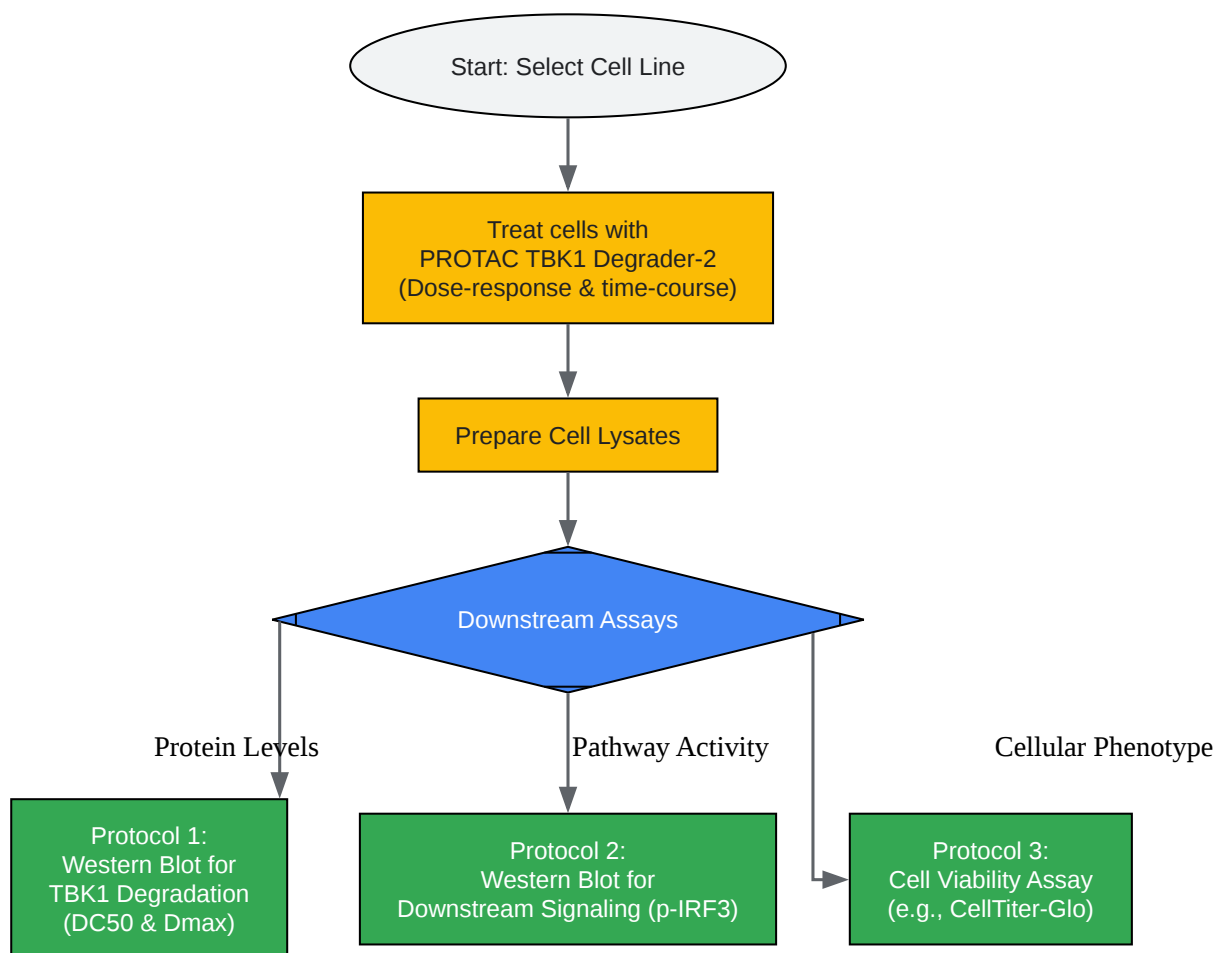 Start: Select Cell Line
Treat cells with
PROTAC TBK1 Degrader-2
(Dose-response & time-course)
Prepare Cell Lysates
Downstream Assays
Protein Levels
Pathway Activity
Cellular Phenotype
Protocol 1:
Western Blot for
TBK1 Degradation
(DC50 & Dmax)
Protocol 2:
Western Blot for
Downstream Signaling (p-IRF3)
Protocol 3:
Cell Viability Assay
(e.g., CellTiter-Glo)